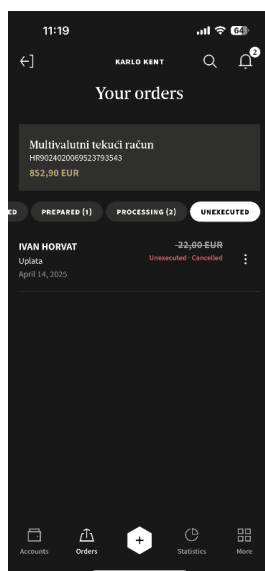 11:19
64
KARLO KENT
2
Your orders
Multivalutni tekući račun
HR9024020069523793543
852,90 EUR
ED
PREPARED (1)
PROCESSING (2)
UNEXECUTED
IVAN HORVAT
-22,00 EUR
Uplata
Unexecuted · Cancelled
April 14, 2025
+
Accounts
Orders
Statistics
More